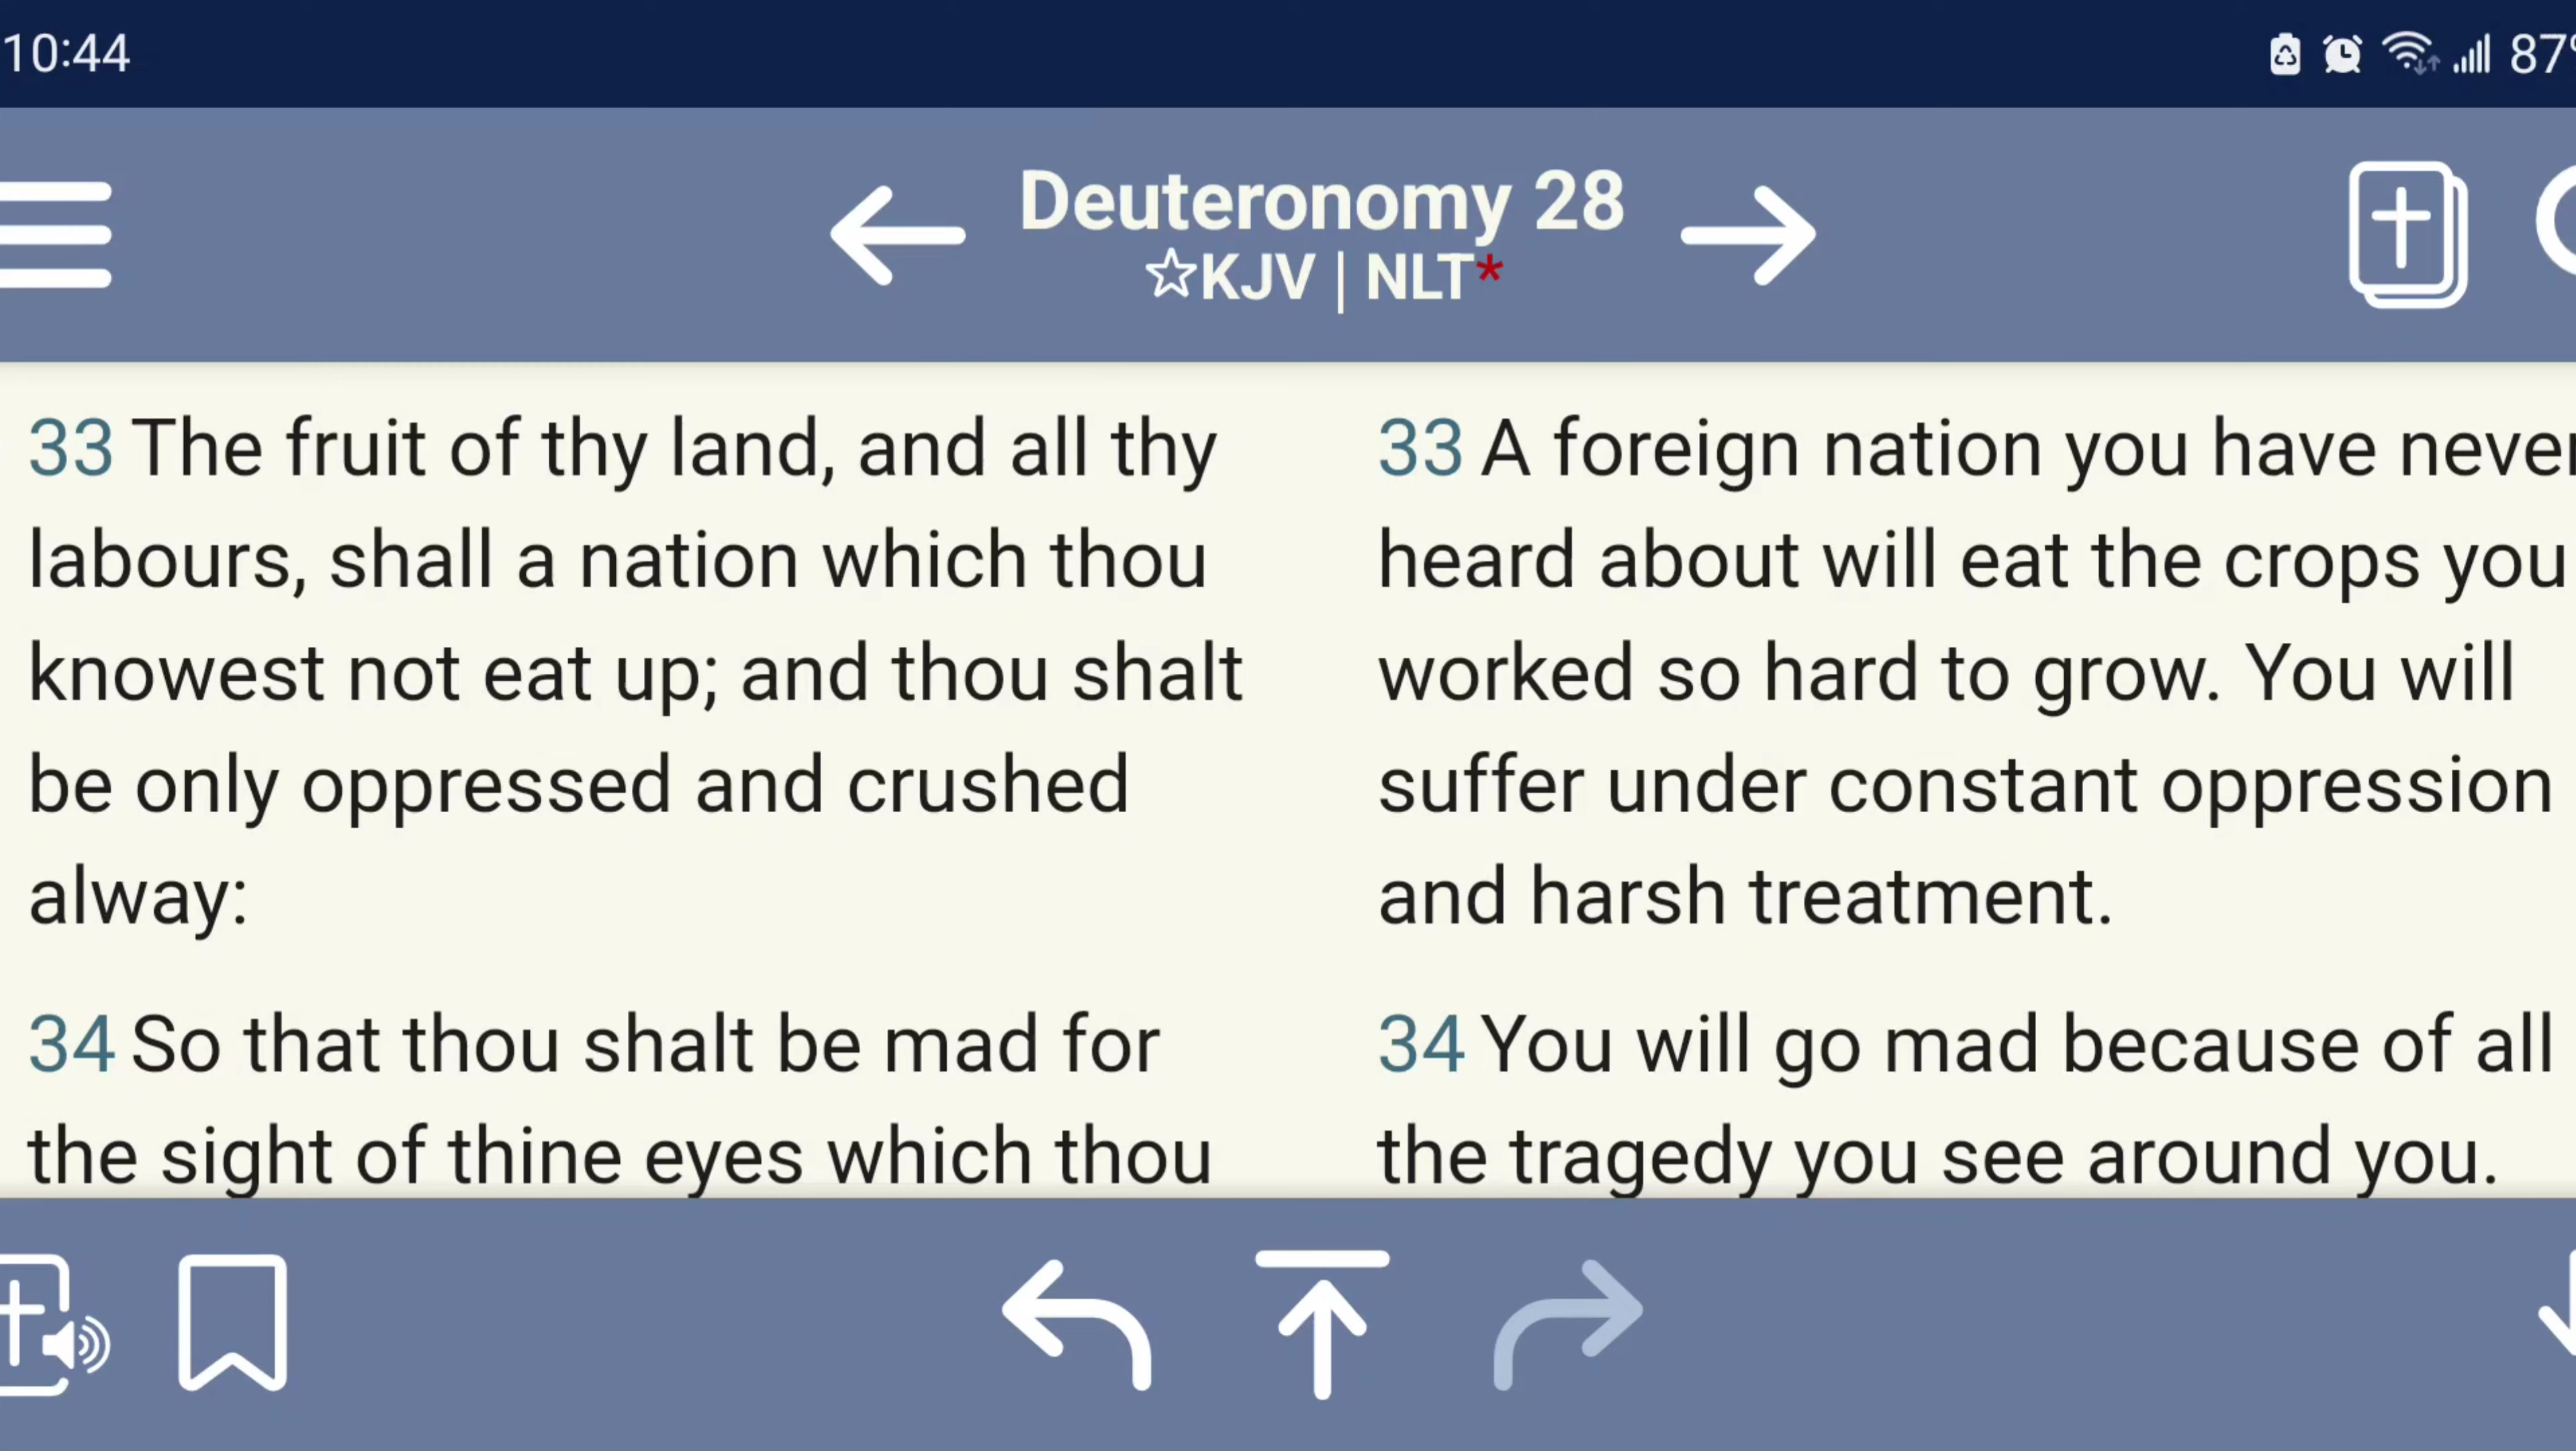 10:44
87%
Deuteronomy 28
☆KJV | NLT*
33 The fruit of thy land, and all thy
labours, shall a nation which thou
knowest not eat up; and thou shalt
be only oppressed and crushed
alway:
34 So that thou shalt be mad for
the sight of thine eyes which thou
33 A foreign nation you have never
heard about will eat the crops you
worked so hard to grow. You will
suffer under constant oppression
and harsh treatment.
34 You will go mad because of all
the tragedy you see around you.